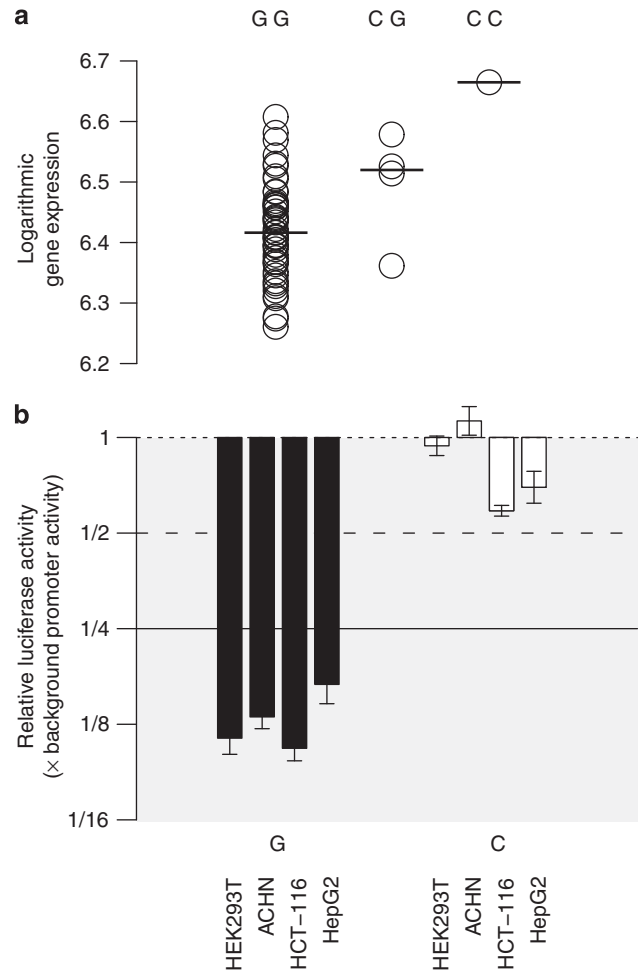 a
G G C G C C
6.7
6.6
6.5
6.4
6.3
6.2
Logarithmic
gene expression
b
1
1/2
1/4
1/8
1/16
Relative luciferase activity
(× background promoter activity)
G C
HEK293T
ACHN
HCT−116
HepG2
HEK293T
ACHN
HCT−116
HepG2